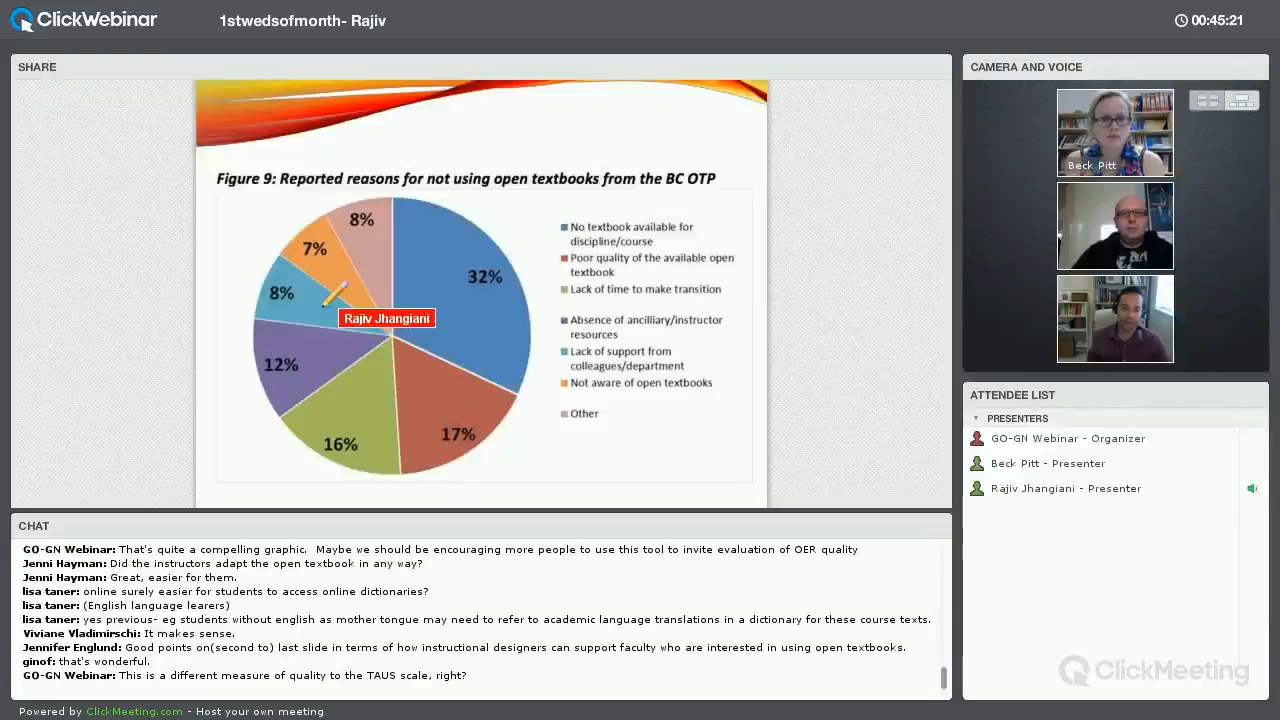 ClickWebinar
1stwedsofmonth- Rajiv
00:45:21
SHARE
Figure 9: Reported reasons for not using open textbooks from the BC OTP
8%
7%
32%
8%
12%
16%
17%
Rajiv Jhangiani
No textbook available for
discipline/course
Poor quality of the available open
textbook
Lack of time to make transition
Absence of ancilliary/instructor
resources
Lack of support from
colleagues/department
Not aware of open textbooks
Other
CAMERA AND VOICE
Beck Pitt
ATTENDEE LIST
PRESENTERS
GO-GN Webinar - Organizer
Beck Pitt - Presenter
Rajiv Jhangiani - Presenter
CHAT
GO-GN Webinar: That's quite a compelling graphic. Maybe we should be encouraging more people to use this tool to invite evaluation of OER quality
Jenni Hayman: Did the instructors adapt the open textbook in any way?
Jenni Hayman: Great, easier for them.
lisa taner: online surely easier for students to access online dictionaries?
lisa taner: (English language learers)
lisa taner: yes previous- eg students without english as mother tongue may need to refer to academic language translations in a dictionary for these course texts.
Viviane Vladimirschi: It makes sense.
Jennifer Englund: Good points on(second to) last slide in terms of how instructional designers can support faculty who are interested in using open textbooks.
ginof: that's wonderful.
GO-GN Webinar: This is a different measure of quality to the TAUS scale, right?
ClickMeeting
Powered by ClickMeeting.com - Host your own meeting